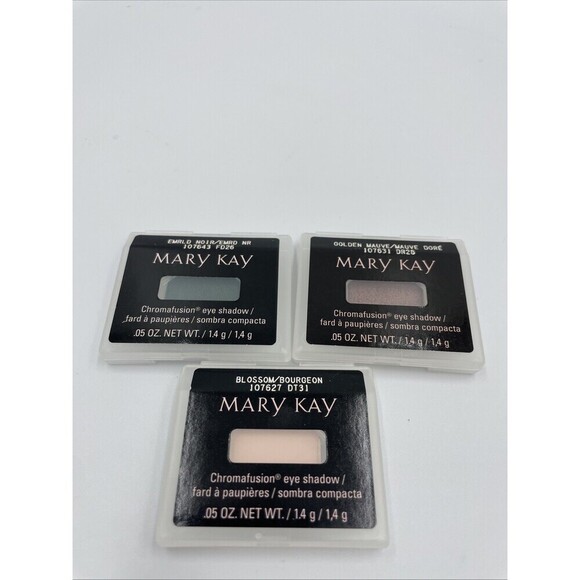 EMRLD NOIR/EMRD NR
107643 FD26
MARY KAY
Chromafusion® eye shadow /
fard à paupières / sombra compacta
.05 OZ. NET WT. / 1.4 g / 1,4 g
GOLDEN MAUVE/MAUVE DORÉ
107631 DR28
MARY KAY
Chromafusion® eye shadow /
fard à paupières / sombra compacta
.05 OZ. NET WT. / 1.4 g / 1,4 g
BLOSSOM/BOURGEON
107627 DT31
MARY KAY
Chromafusion® eye shadow /
fard à paupières / sombra compacta
.05 OZ. NET WT. / 1.4 g / 1,4 g